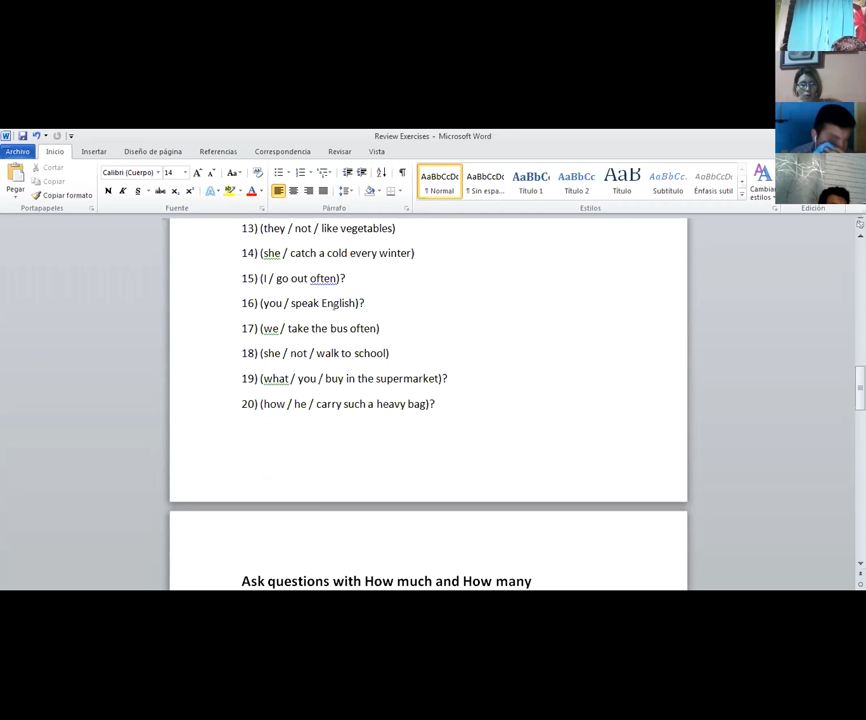 Review Exercises - Microsoft Word
Archivo Inicio Insertar Diseño de página Referencias Correspondencia Revisar Vista
Pegar
Cortar
Copiar
Copiar formato
Portapapeles
Calibri (Cuerpo) 14
Fuente
Párrafo
AaBbCcDc AaBbCcDc AaBbC AaBbCc AaB AaBbCc. AaBbCcDc
¶ Normal ¶ Sin espa... Título 1 Título 2 Título Subtítulo Énfasis sutil
Cambiar estilos
Estilos
Edición
13) (they / not / like vegetables)
14) (she / catch a cold every winter)
15) (I / go out often)?
16) (you / speak English)?
17) (we / take the bus often)
18) (she / not / walk to school)
19) (what / you / buy in the supermarket)?
20) (how / he / carry such a heavy bag)?
Ask questions with How much and How many